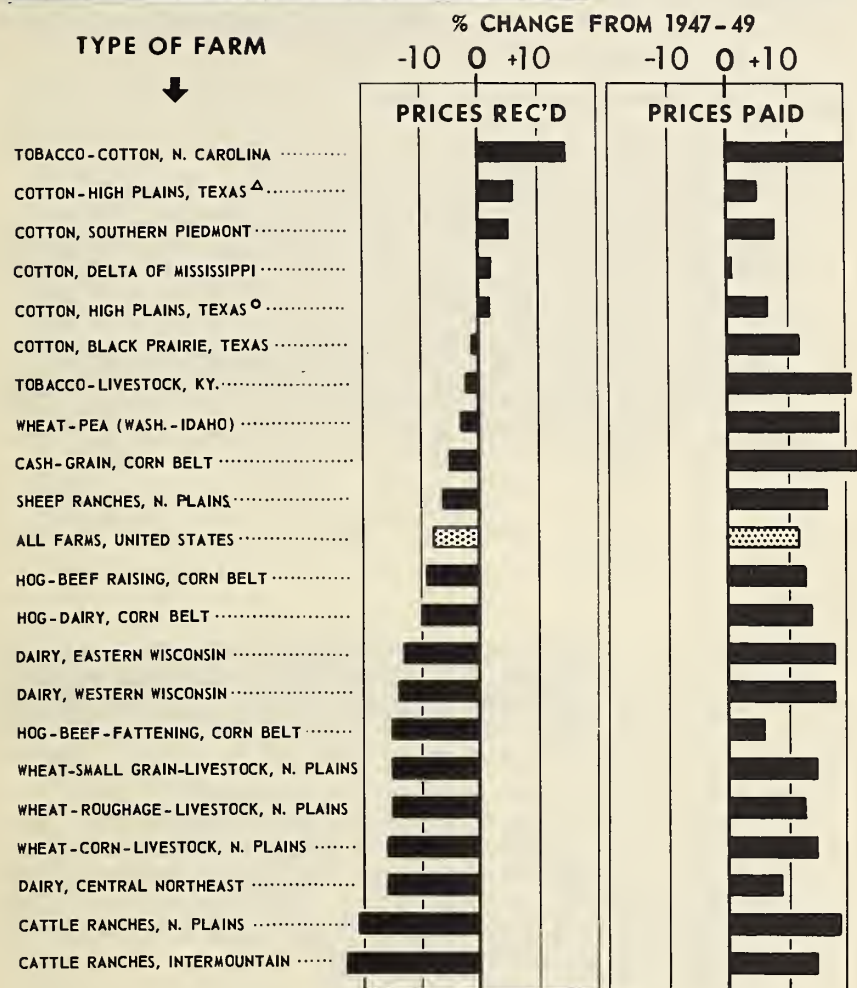 % CHANGE FROM 1947-49
TYPE OF FARM
-10 0 +10 -10 0 +10
PRICES REC'D PRICES PAID
TOBACCO-COTTON, N. CAROLINA
COTTON-HIGH PLAINS, TEXAS △
COTTON, SOUTHERN PIEDMONT
COTTON, DELTA OF MISSISSIPPI
COTTON, HIGH PLAINS, TEXAS O
COTTON, BLACK PRAIRIE, TEXAS
TOBACCO-LIVESTOCK, KY.
WHEAT-PEA (WASH.-IDAHO)
CASH-GRAIN, CORN BELT
SHEEP RANCHES, N. PLAINS
ALL FARMS, UNITED STATES
HOG-BEEF RAISING, CORN BELT
HOG-DAIRY, CORN BELT
DAIRY, EASTERN WISCONSIN
DAIRY, WESTERN WISCONSIN
HOG-BEEF-FATTENING, CORN BELT
WHEAT-SMALL GRAIN-LIVESTOCK, N. PLAINS
WHEAT-ROUGHAGE-LIVESTOCK, N. PLAINS
WHEAT-CORN-LIVESTOCK, N. PLAINS
DAIRY, CENTRAL NORTHEAST
CATTLE RANCHES, N. PLAINS
CATTLE RANCHES, INTERMOUNTAIN